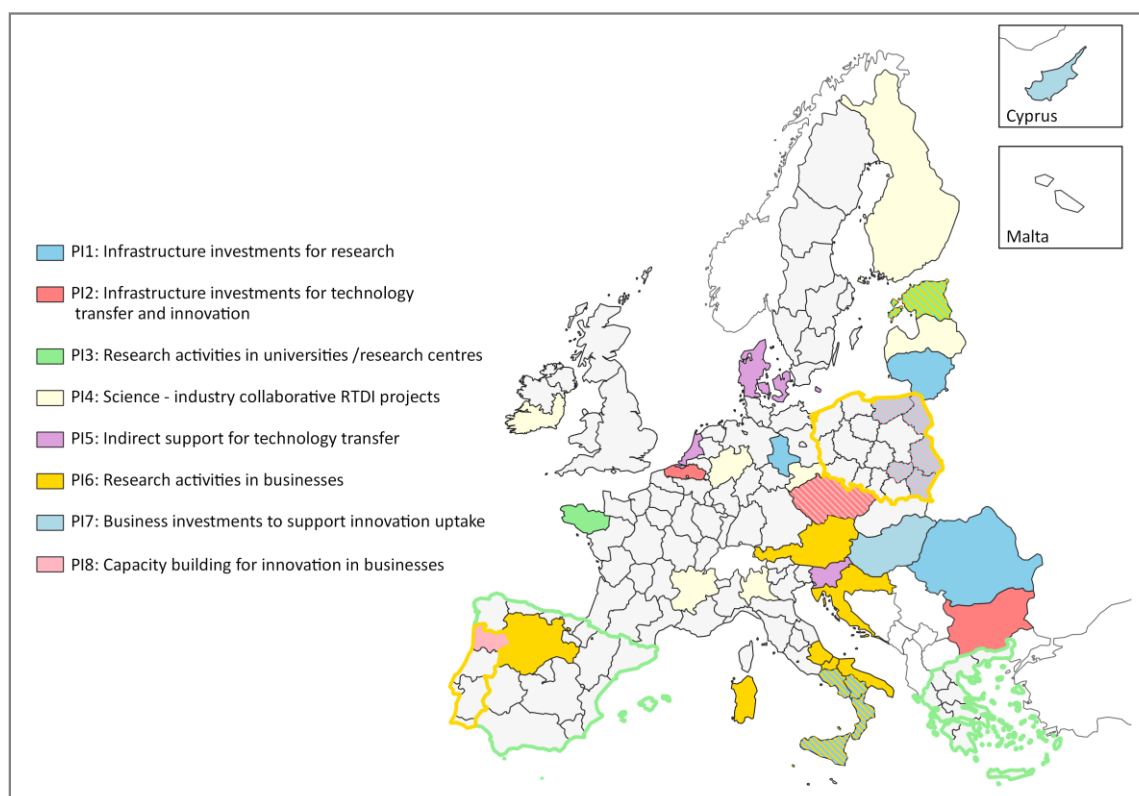 Cyprus
Malta
PI1: Infrastructure investments for research
PI2: Infrastructure investments for technology
transfer and innovation
PI3: Research activities in universities /research centres
PI4: Science - industry collaborative RTDI projects
PI5: Indirect support for technology transfer
PI6: Research activities in businesses
PI7: Business investments to support innovation uptake
PI8: Capacity building for innovation in businesses